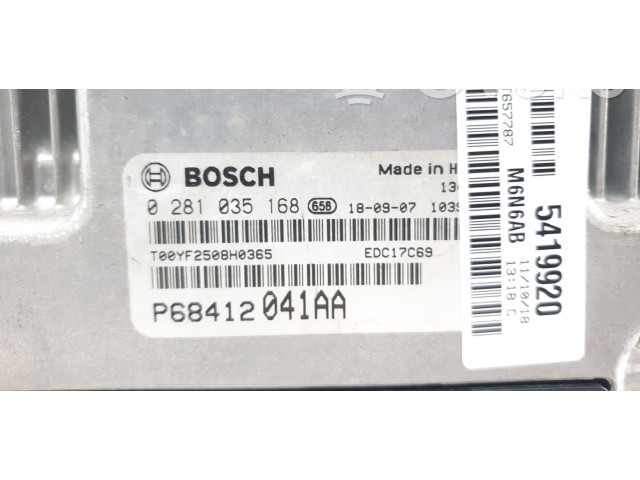 BOSCH
Made in H
0 281 035 168 658 18-09-07
T00YF2508H0365 EDC17C69
P68412041AA
T657787
M6N6AB
11/10/18
13:18 C
5419920